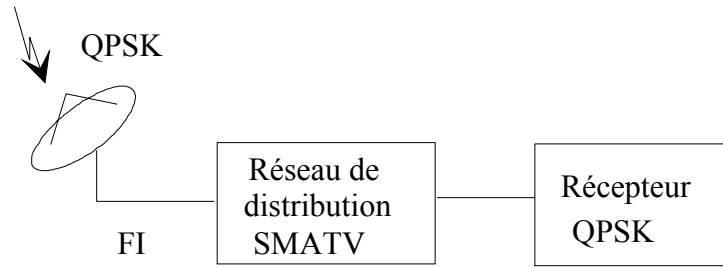 QPSK
FI
Réseau de
distribution
SMATV
Récepteur
QPSK